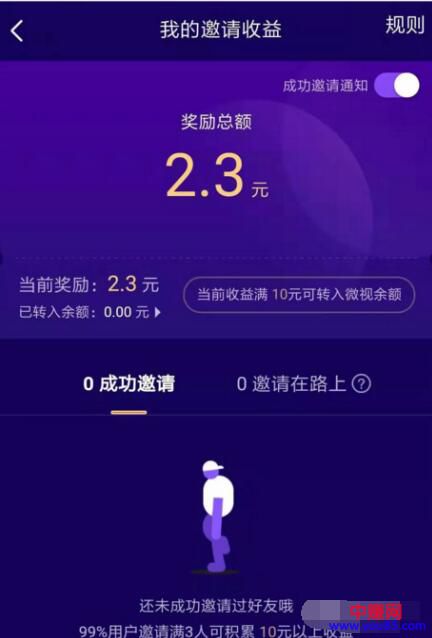 我的邀请收益
规则
成功邀请通知
奖励总额
2.3 元
当前奖励: 2.3 元
当前收益满 10元可转入微视余额
已转入余额: 0.00 元
0 成功邀请
0 邀请在路上 ?
还未成功邀请过好友哦
99%用户邀请满3人可积累 10元以上收益